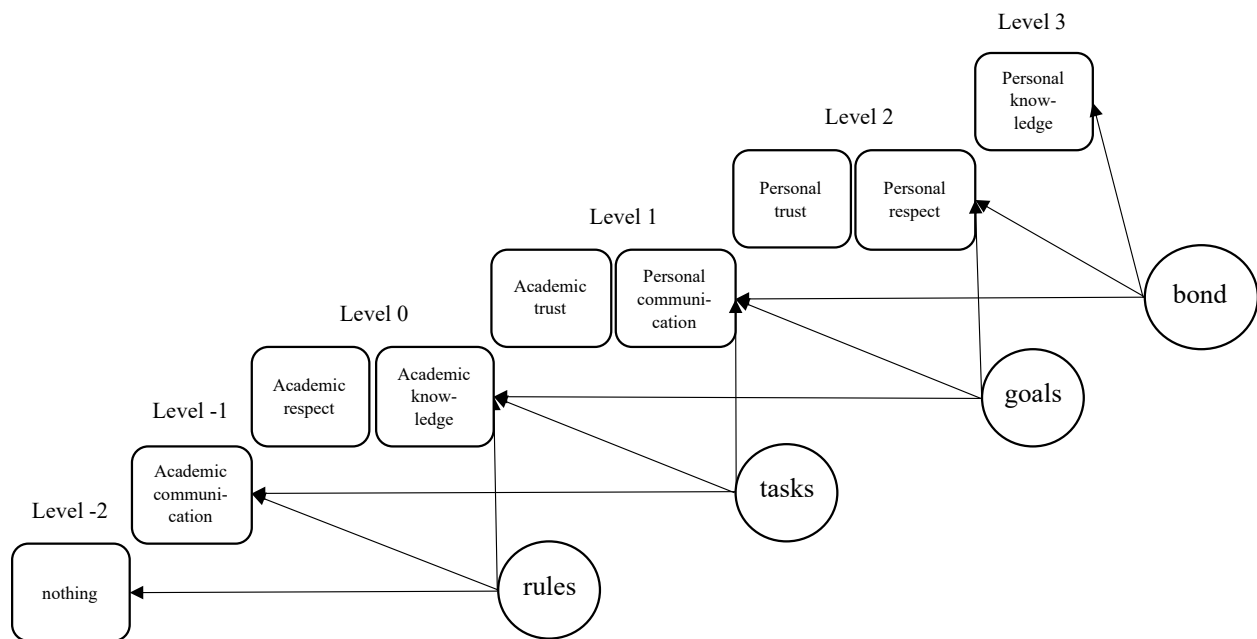 Level 3
Personal
know-
ledge
Level 2
Personal
trust
Personal
respect
Level 1
Academic
trust
Personal
communi-
cation
bond
Level 0
Academic
respect
Academic
know-
ledge
goals
Level -1
Academic
communi-
cation
tasks
Level -2
nothing
rules